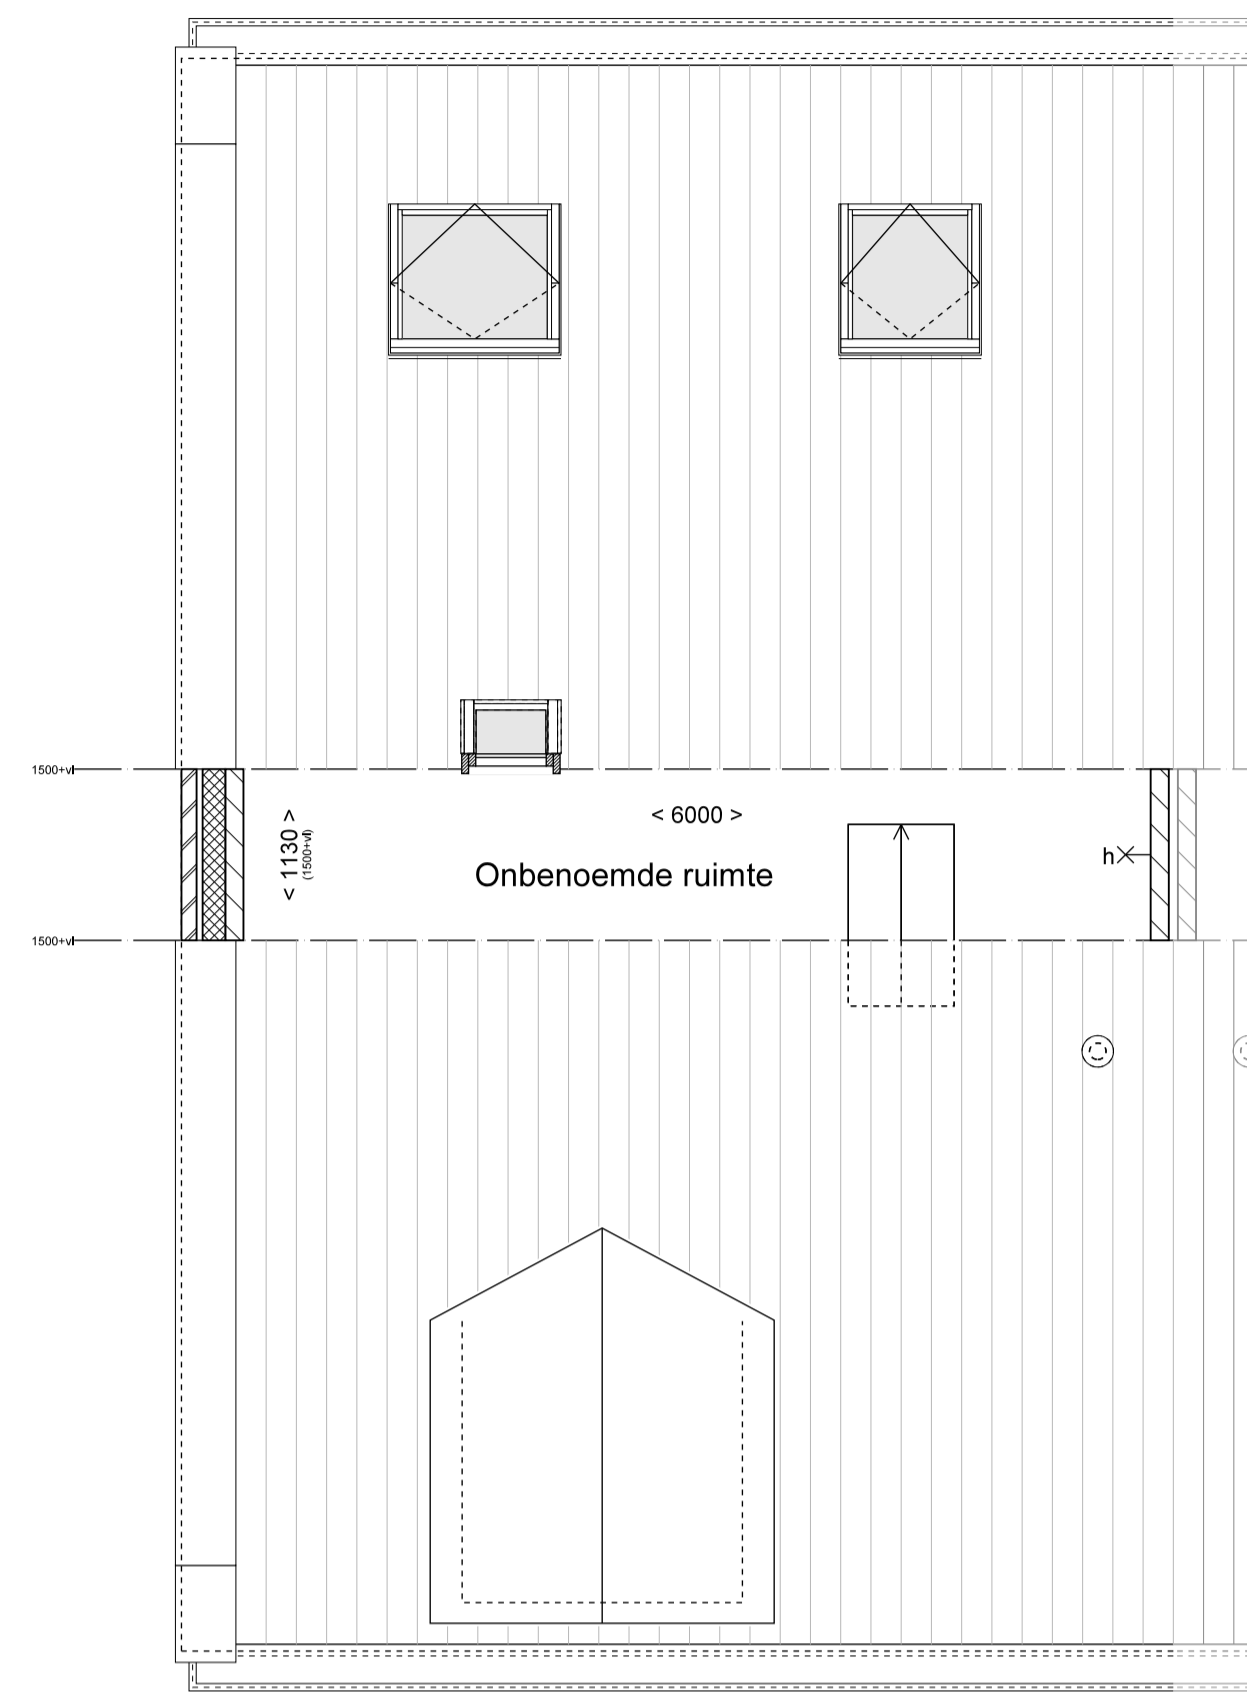 1500+vl
< 6000 >
< 1130 >
(1500+vl)
h
Onbenoemde ruimte
1500+vl